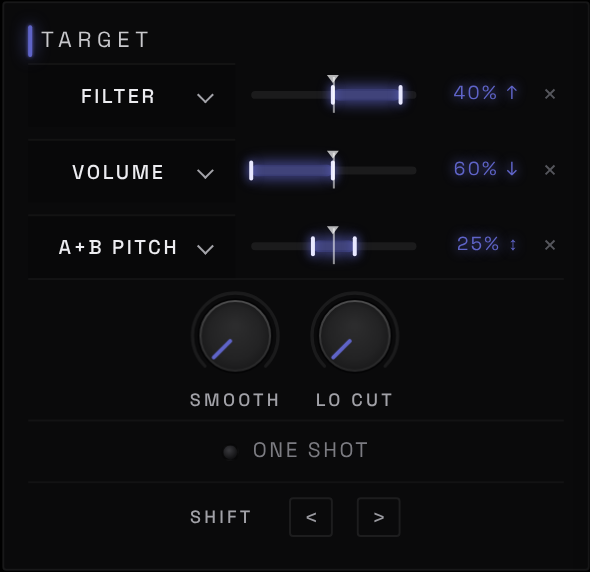 TARGET
FILTER 40% ↑ ×
VOLUME 60% ↓ ×
A+B PITCH 25% ↕ ×
SMOOTH LO CUT
ONE SHOT
SHIFT < >